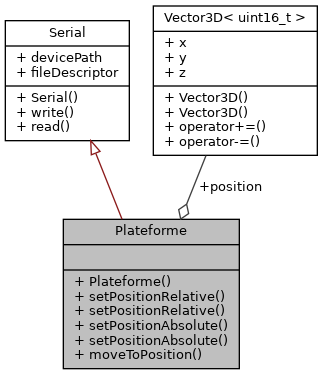 Serial
+ devicePath
+ fileDescriptor
+ Serial()
+ write()
+ read()
Vector3D< uint16_t >
+ x
+ y
+ z
+ Vector3D()
+ Vector3D()
+ operator+=()
+ operator-=()
+position
Plateforme
+ Plateforme()
+ setPositionRelative()
+ setPositionRelative()
+ setPositionAbsolute()
+ setPositionAbsolute()
+ moveToPosition()